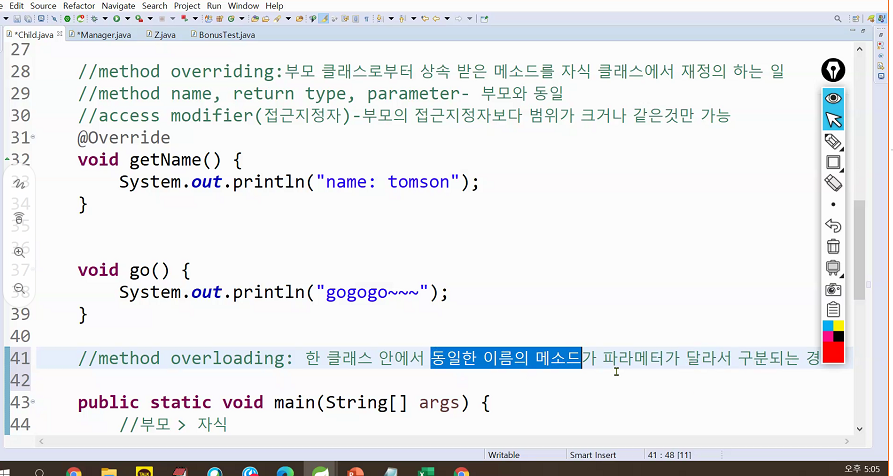 Edit Source Refactor Navigate Search Project Run Window Help
*Child.java *Manager.java Z.java BonusTest.java
27
28 //method overriding:부모 클래스로부터 상속 받은 메소드를 자식 클래스에서 재정의 하는 일
29 //method name, return type, parameter- 부모와 동일
30 //access modifier(접근지정자)-부모의 접근지정자보다 범위가 크거나 같은것만 가능
31 @Override
32 void getName() {
System.out.println("name: tomson");
34 }
37 void go() {
38 System.out.println("gogogo~~~");
39 }
40
41 //method overloading: 한 클래스 안에서 동일한 이름의 메소드가 파라메터가 달라서 구분되는 경
42
43 public static void main(String[] args) {
44 //부모 > 자식
Writable Smart Insert 41 : 48 [11]
오후 5:05